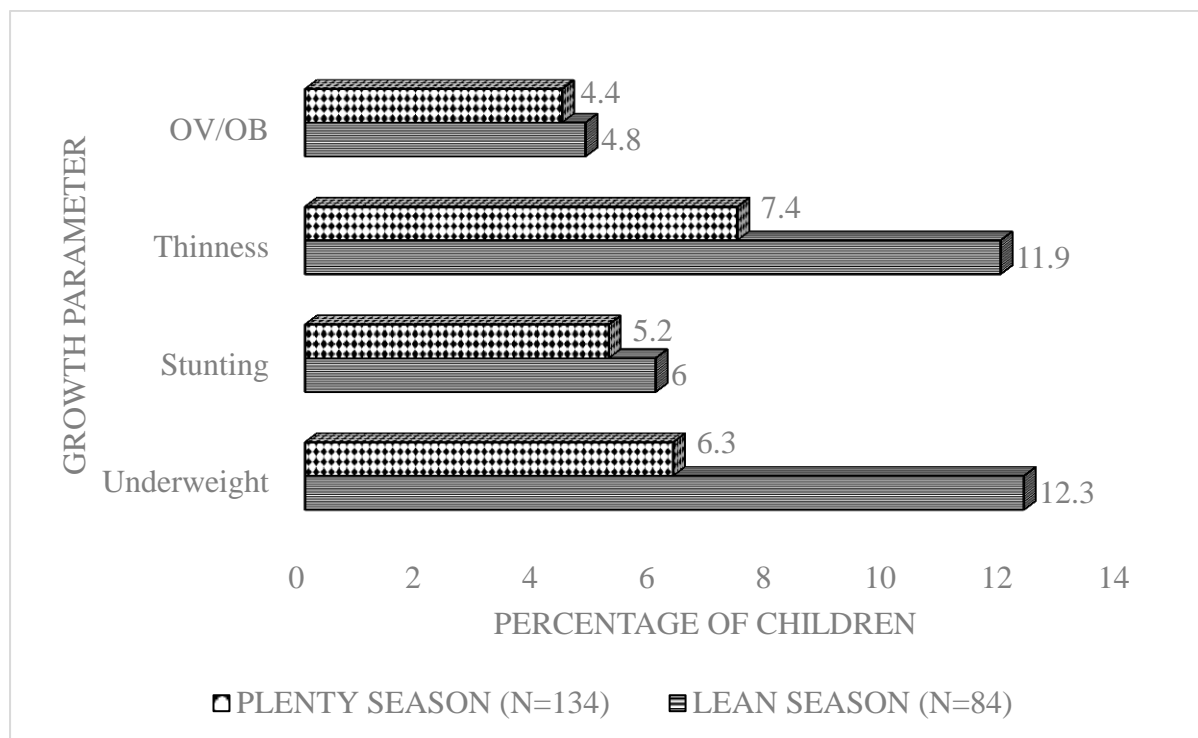 OV/OB
4.4
4.8
Thinness
7.4
11.9
Stunting
5.2
6
Underweight
6.3
12.3
GROWTH PARAMETER
0 2 4 6 8 10 12 14
PERCENTAGE OF CHILDREN
PLENTY SEASON (N=134) LEAN SEASON (N=84)